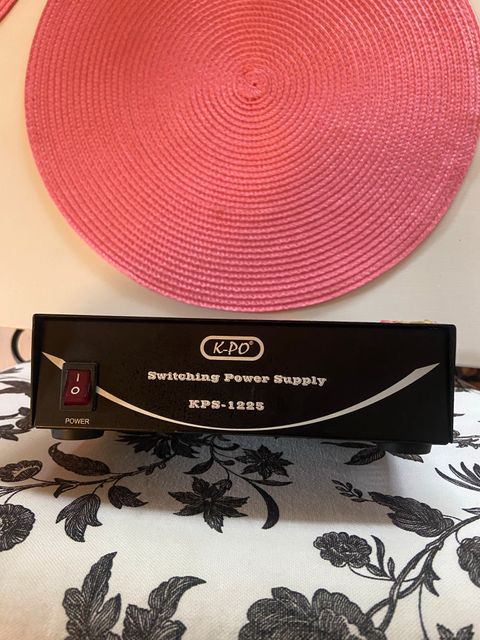 K-PO®
Switching Power Supply
KPS-1225
I
O
POWER